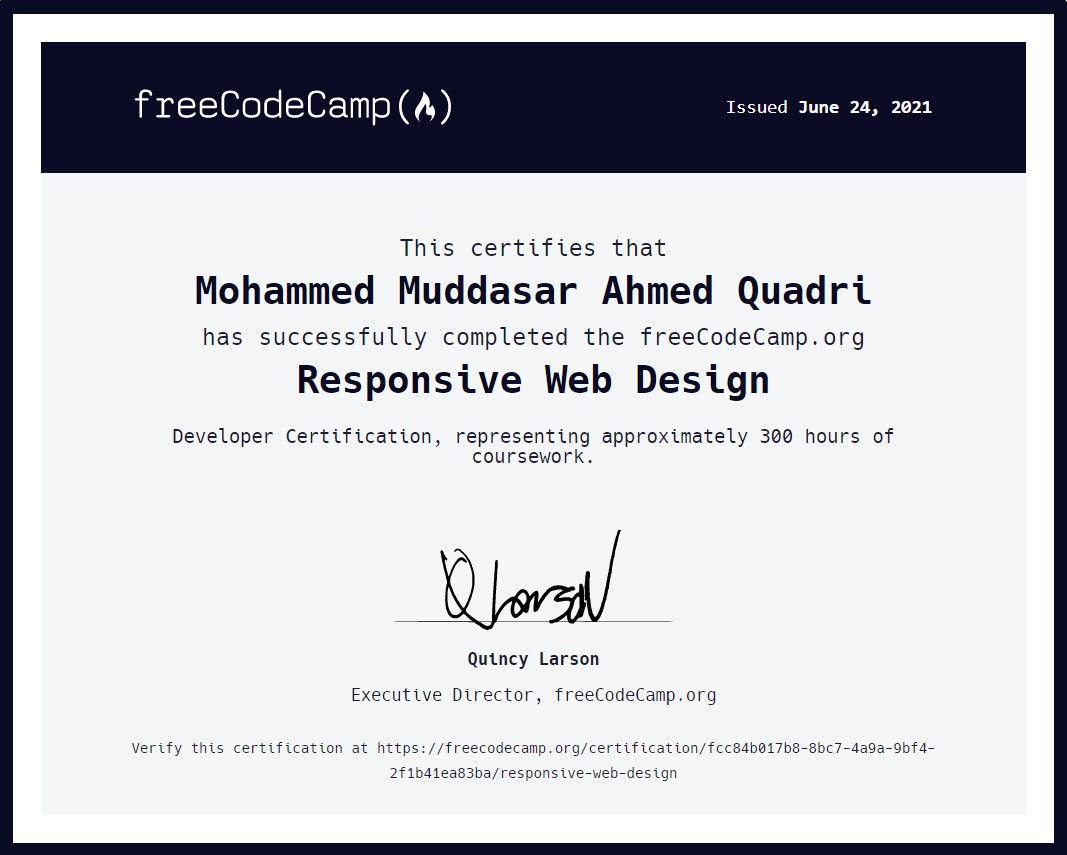 freeCodeCamp
Issued June 24, 2021
This certifies that
Mohammed Muddasar Ahmed Quadri
has successfully completed the freeCodeCamp.org
Responsive Web Design
Developer Certification, representing approximately 300 hours of
coursework.
Q Larson
Quincy Larson
Executive Director, freeCodeCamp.org
Verify this certification at https://freecodecamp.org/certification/fcc84b017b8-8bc7-4a9a-9bf4-
2f1b41ea83ba/responsive-web-design